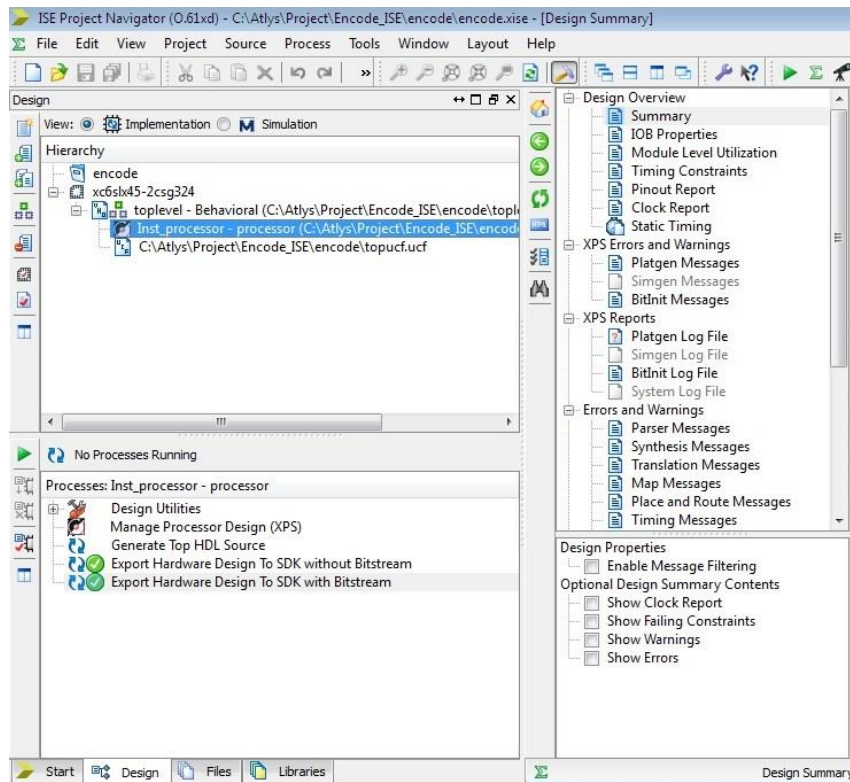 ISE Project Navigator (O.61xd) - C:\Atlys\Project\Encode_ISE\encode\encode.xise - [Design Summary]
File Edit View Project Source Process Tools Window Layout Help
Design
View: Implementation Simulation
Hierarchy
encode
xc6slx45-2csg324
toplevel - Behavioral (C:\Atlys\Project\Encode_ISE\encode\tople
Inst_processor - processor (C:\Atlys\Project\Encode_ISE\encode
C:\Atlys\Project\Encode_ISE\encode\topucf.ucf
No Processes Running
Processes: Inst_processor - processor
Design Utilities
Manage Processor Design (XPS)
Generate Top HDL Source
Export Hardware Design To SDK without Bitstream
Export Hardware Design To SDK with Bitstream
Start Design Files Libraries
Design Overview
Summary
IOB Properties
Module Level Utilization
Timing Constraints
Pinout Report
Clock Report
Static Timing
XPS Errors and Warnings
Platgen Messages
Simgen Messages
BitInit Messages
XPS Reports
Platgen Log File
Simgen Log File
BitInit Log File
System Log File
Errors and Warnings
Parser Messages
Synthesis Messages
Translation Messages
Map Messages
Place and Route Messages
Timing Messages
Design Properties
Enable Message Filtering
Optional Design Summary Contents
Show Clock Report
Show Failing Constraints
Show Warnings
Show Errors
Design Summar